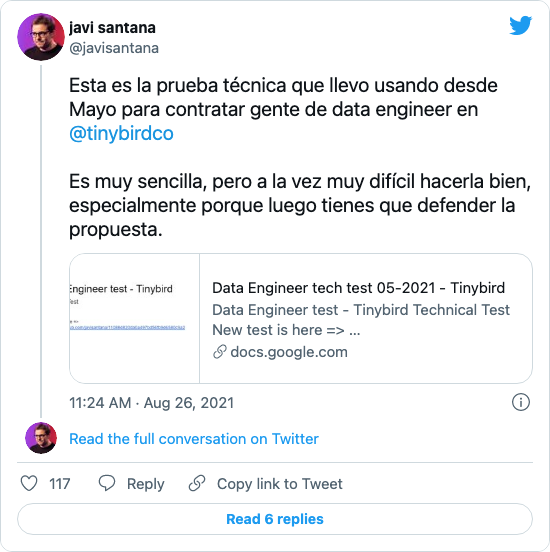 javi santana
@javisantana
Esta es la prueba técnica que llevo usando desde
Mayo para contratar gente de data engineer en
@tinybirdco
Es muy sencilla, pero a la vez muy difícil hacerla bien,
especialmente porque luego tienes que defender la
propuesta.
Engineer test - Tinybird
Data Engineer tech test 05-2021 - Tinybird
Data Engineer test - Tinybird Technical Test
New test is here => ...
docs.google.com
11:24 AM · Aug 26, 2021
Read the full conversation on Twitter
117 Reply Copy link to Tweet
Read 6 replies